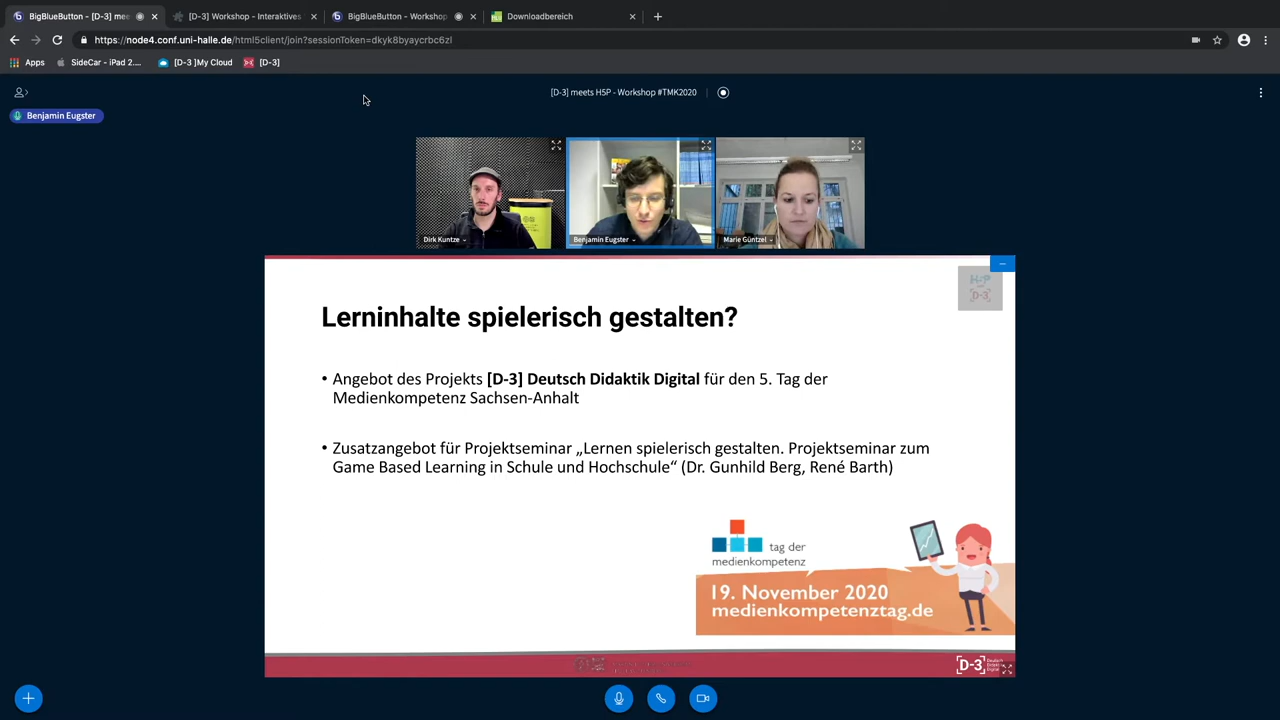 BigBlueButton - [D-3] mee
[D-3] Workshop - Interaktives
BigBlueButton - Workshop
Downloadbereich
https://node4.conf.uni-halle.de/html5client/join?sessionToken=dkyk8byaycrbc6zl
Apps
SideCar - iPad 2....
[D-3 ]My Cloud
[D-3]
[D-3] meets H5P - Workshop #TMK2020
Benjamin Eugster
Dirk Kuntze
Benjamin Eugster
Marie Güntzel
H5P
[D-3]
Lerninhalte spielerisch gestalten?
• Angebot des Projekts [D-3] Deutsch Didaktik Digital für den 5. Tag der
Medienkompetenz Sachsen-Anhalt
• Zusatzangebot für Projektseminar „Lernen spielerisch gestalten. Projektseminar zum
Game Based Learning in Schule und Hochschule“ (Dr. Gunhild Berg, René Barth)
tag der
medienkompetenz
19. November 2020
medienkompetenztag.de
[D-3] Deutsch
Didaktik
Digital